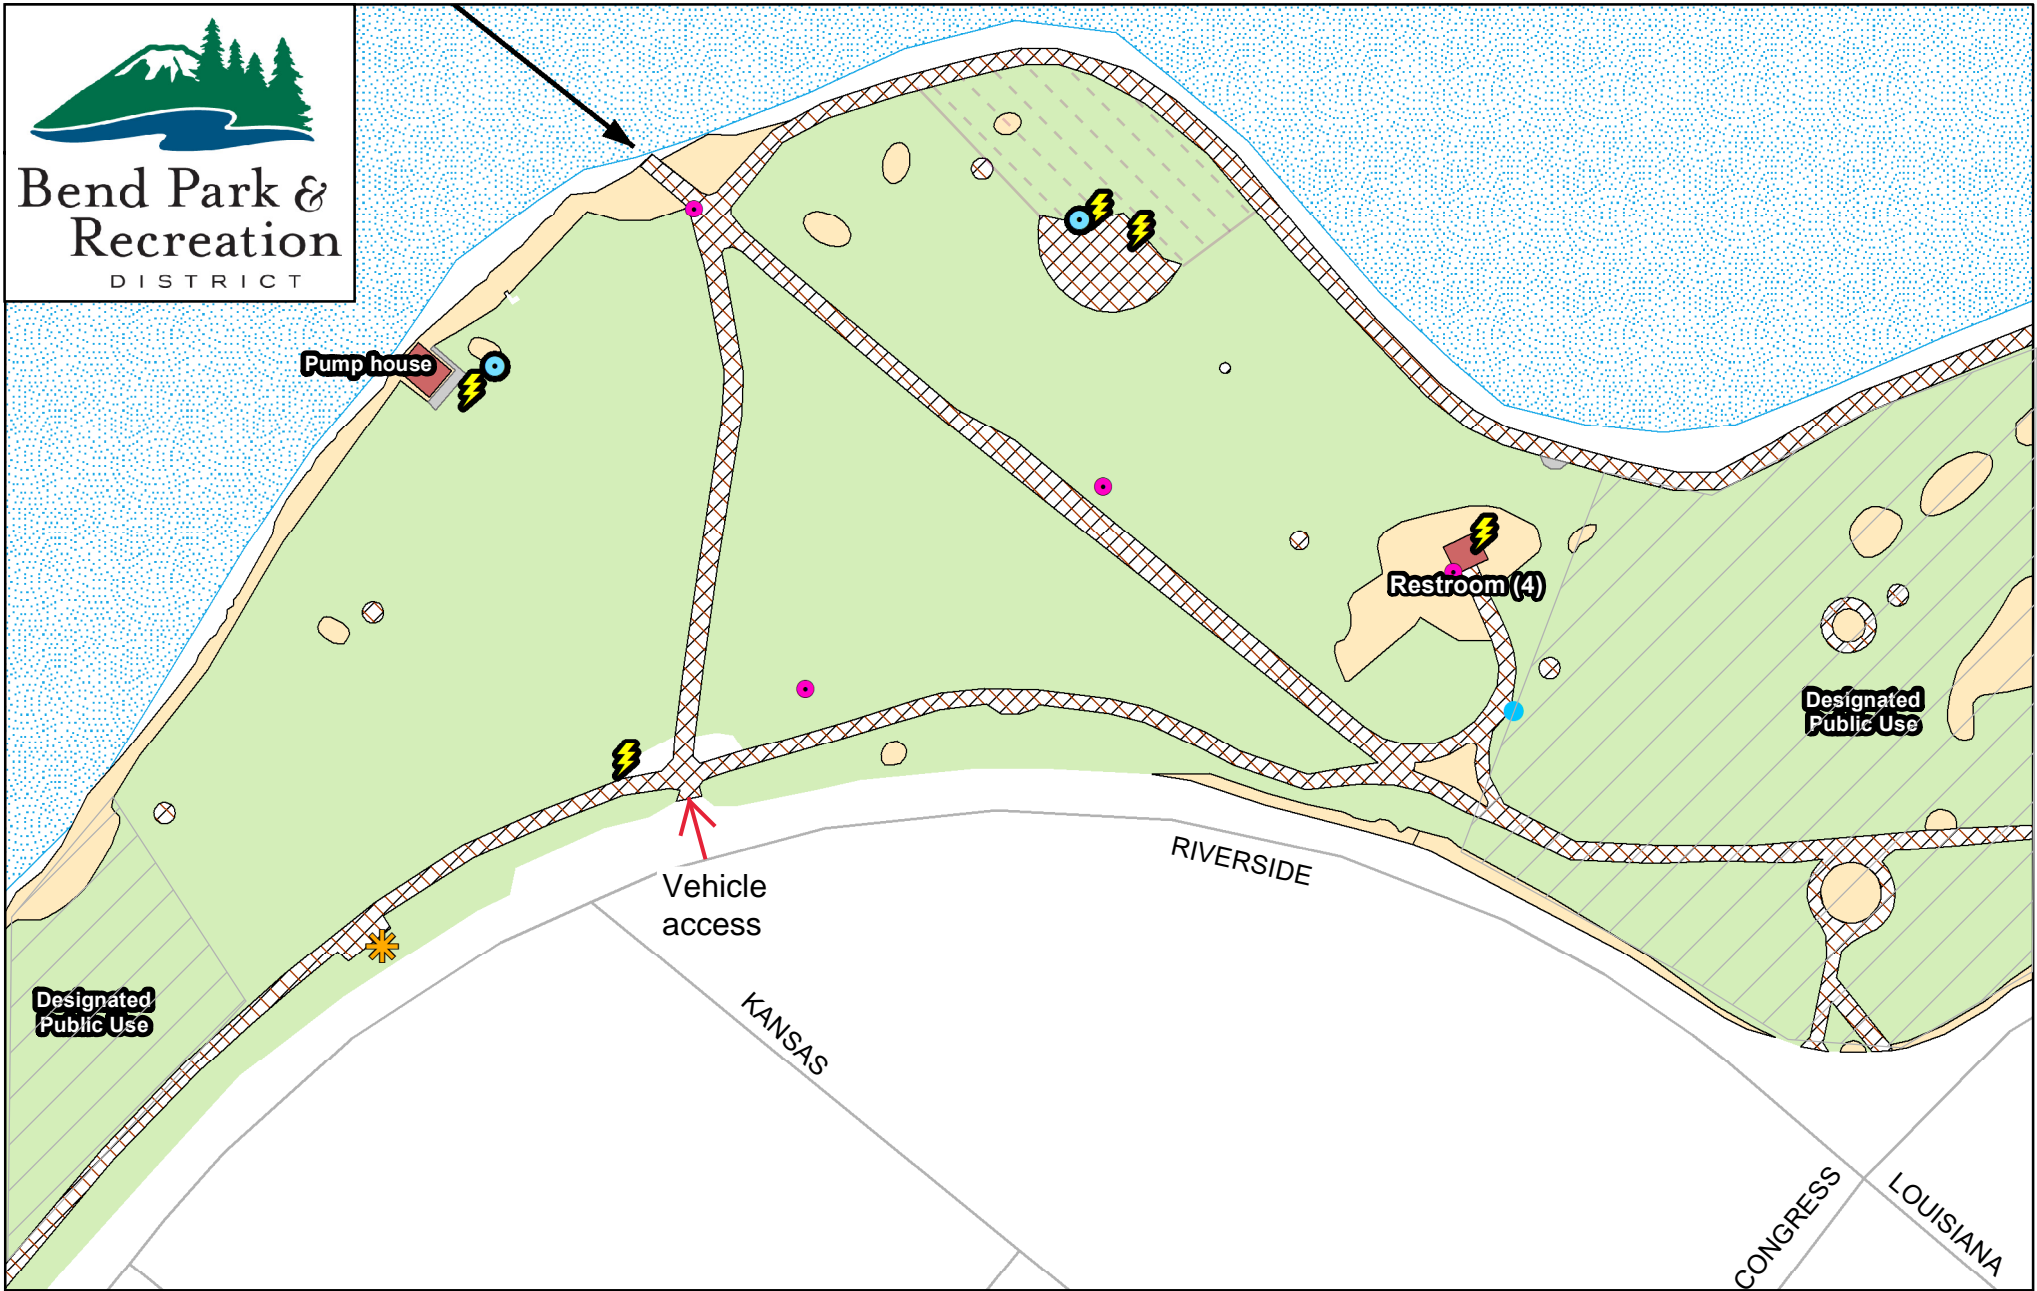 Bend Park &
Recreation
DISTRICT
Pump house
Restroom (4)
Designated
Public Use
Vehicle
access
RIVERSIDE
KANSAS
Designated
Public Use
CONGRESS
LOUISIANA